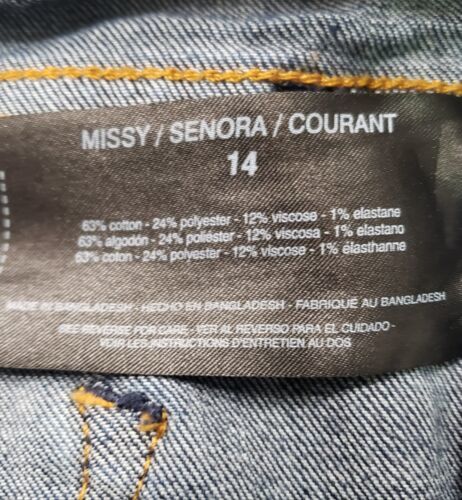 MISSY / SENORA / COURANT
14
63% cotton - 24% polyester - 12% viscose - 1% elastane
63% algodón - 24% poliéster - 12% viscosa - 1% elastano
63% coton - 24% polyester - 12% viscose - 1% élasthanne
MADE IN BANGLADESH - HECHO EN BANGLADESH - FABRIQUE AU BANGLADESH
SEE REVERSE FOR CARE - VER AL REVERSO PARA EL CUIDADO -
VOIR LES INSTRUCTIONS D'ENTRETIEN AU DOS